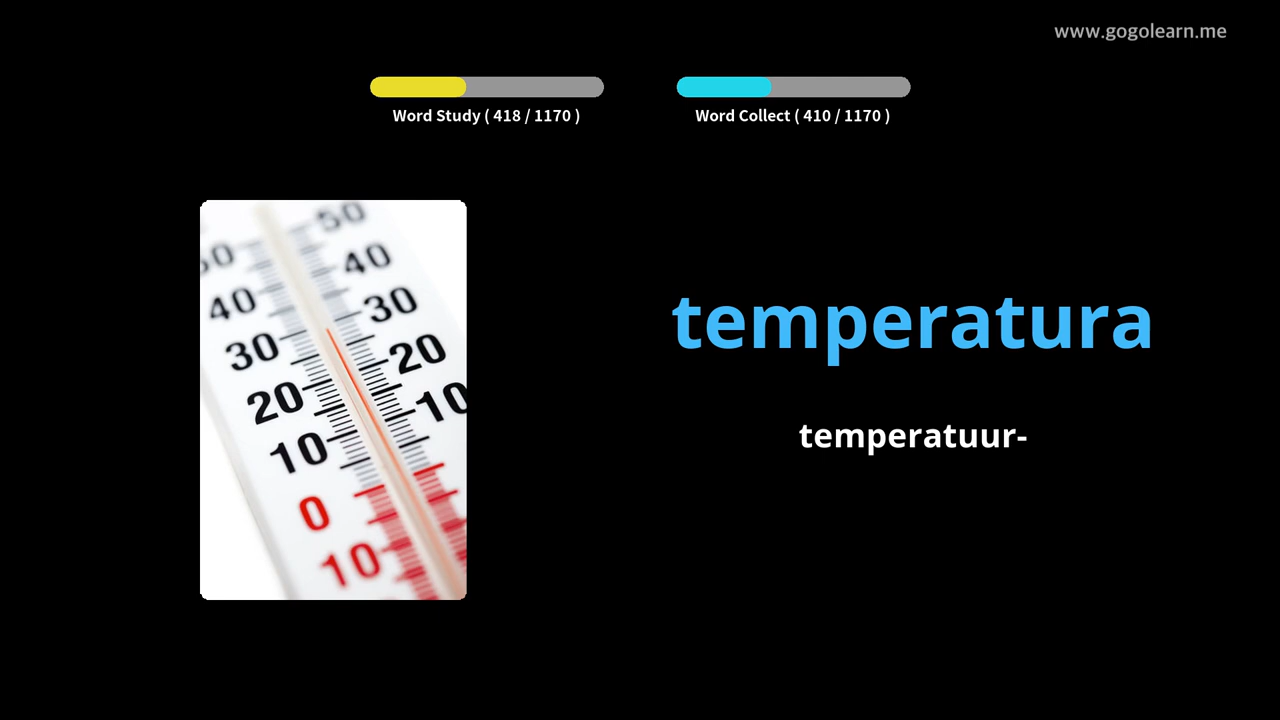 www.gogolearn.me
Word Study ( 418 / 1170 )
Word Collect ( 410 / 1170 )
50
50
40
40
30
30
20
20
10
10
0
10
temperatura
temperatuur-